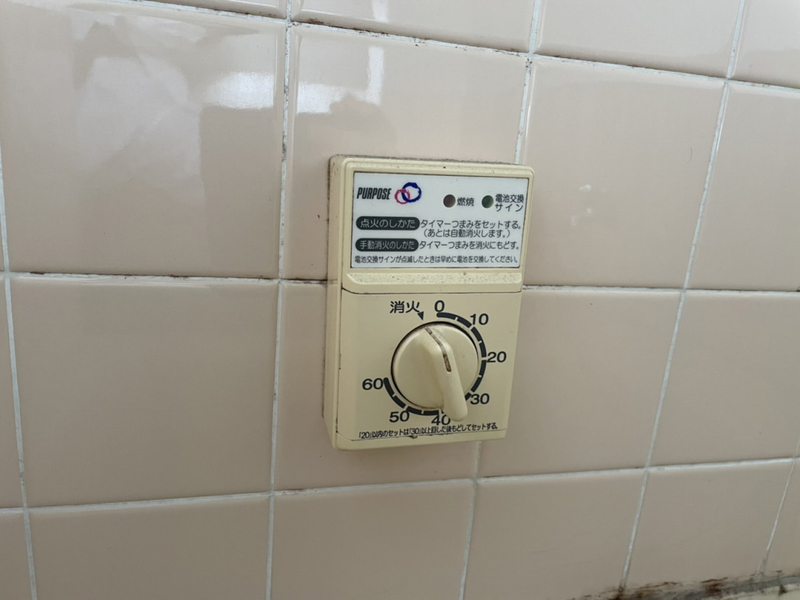 PURPOSE
燃焼
電池交換
サイン
点火のしかた タイマーつまみをセットする。
(あとは自動消火します。)
手動消火のしかた タイマーつまみを消火にもどす。
電池交換サインが点滅したときは早めに電池を交換してください。
消火 0
10
20
30
40
50
60
「20」以内のセットは「30」以上回した後もどしてセットする。